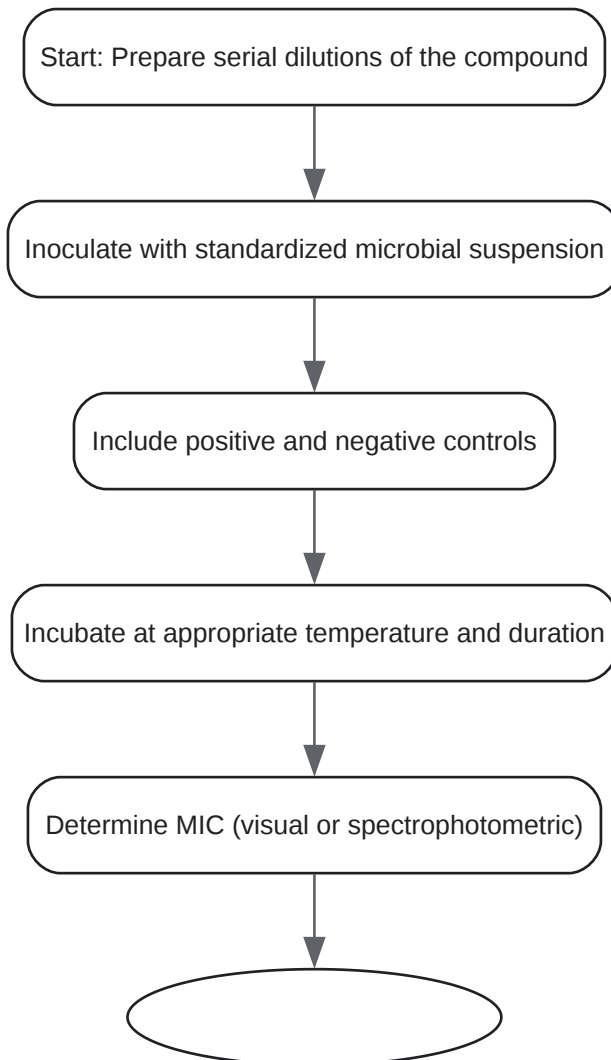 Start: Prepare serial dilutions of the compound
Inoculate with standardized microbial suspension
Include positive and negative controls
Incubate at appropriate temperature and duration
Determine MIC (visual or spectrophotometric)